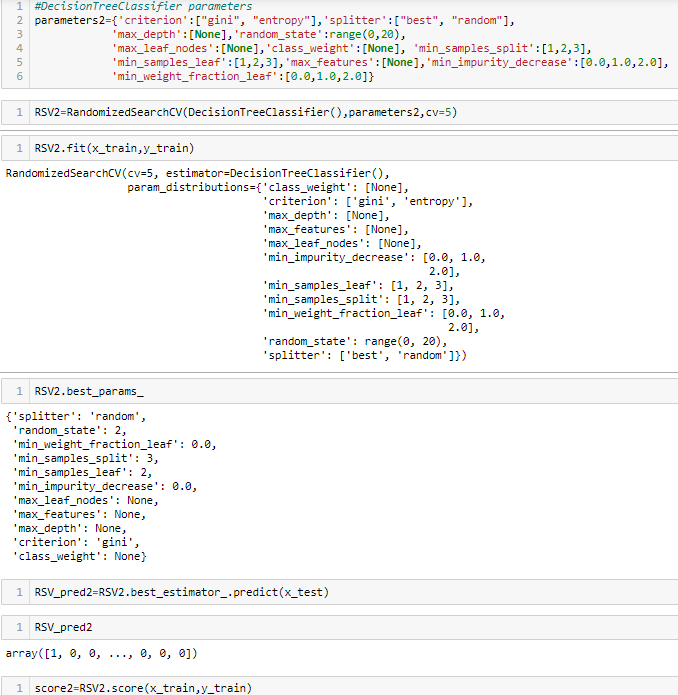 1 #DecisionTreeClassifier parameters
2 parameters2={'criterion':["gini", "entropy"],'splitter':["best", "random"],
3 'max_depth':[None],'random_state':range(0,20),
4 'max_leaf_nodes':[None],'class_weight':[None], 'min_samples_split':[1,2,3],
5 'min_samples_leaf':[1,2,3],'max_features':[None],'min_impurity_decrease':[0.0,1.0,2.0],
6 'min_weight_fraction_leaf':[0.0,1.0,2.0]}
1 RSV2=RandomizedSearchCV(DecisionTreeClassifier(),parameters2,cv=5)
1 RSV2.fit(x_train,y_train)
RandomizedSearchCV(cv=5, estimator=DecisionTreeClassifier(),
param_distributions={'class_weight': [None],
'criterion': ['gini', 'entropy'],
'max_depth': [None],
'max_features': [None],
'max_leaf_nodes': [None],
'min_impurity_decrease': [0.0, 1.0,
2.0],
'min_samples_leaf': [1, 2, 3],
'min_samples_split': [1, 2, 3],
'min_weight_fraction_leaf': [0.0, 1.0,
2.0],
'random_state': range(0, 20),
'splitter': ['best', 'random']})
1 RSV2.best_params_
{'splitter': 'random',
'random_state': 2,
'min_weight_fraction_leaf': 0.0,
'min_samples_split': 3,
'min_samples_leaf': 2,
'min_impurity_decrease': 0.0,
'max_leaf_nodes': None,
'max_features': None,
'max_depth': None,
'criterion': 'gini',
'class_weight': None}
1 RSV_pred2=RSV2.best_estimator_.predict(x_test)
1 RSV_pred2
array([1, 0, 0, ..., 0, 0, 0])
1 score2=RSV2.score(x_train,y_train)